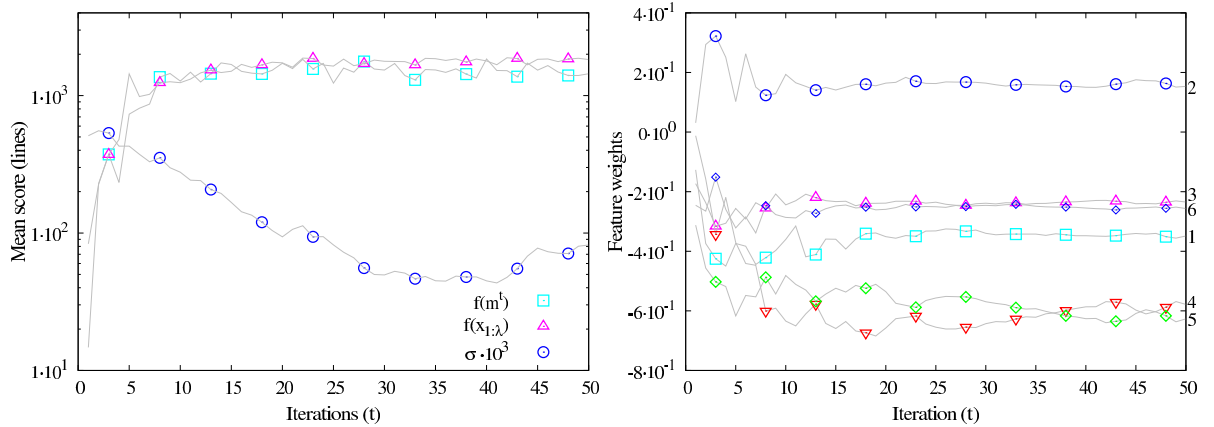 Mean score (lines)
1·10³
1·10²
1·10¹
0 5 10 15 20 25 30 35 40 45 50
Iterations (t)
f(mᵗ)
f(x₁:λ)
σ·10³
Feature weights
4·10⁻¹
2·10⁻¹
0·10⁰
-2·10⁻¹
-4·10⁻¹
-6·10⁻¹
-8·10⁻¹
0 5 10 15 20 25 30 35 40 45 50
Iteration (t)
2
3
6
1
4
5